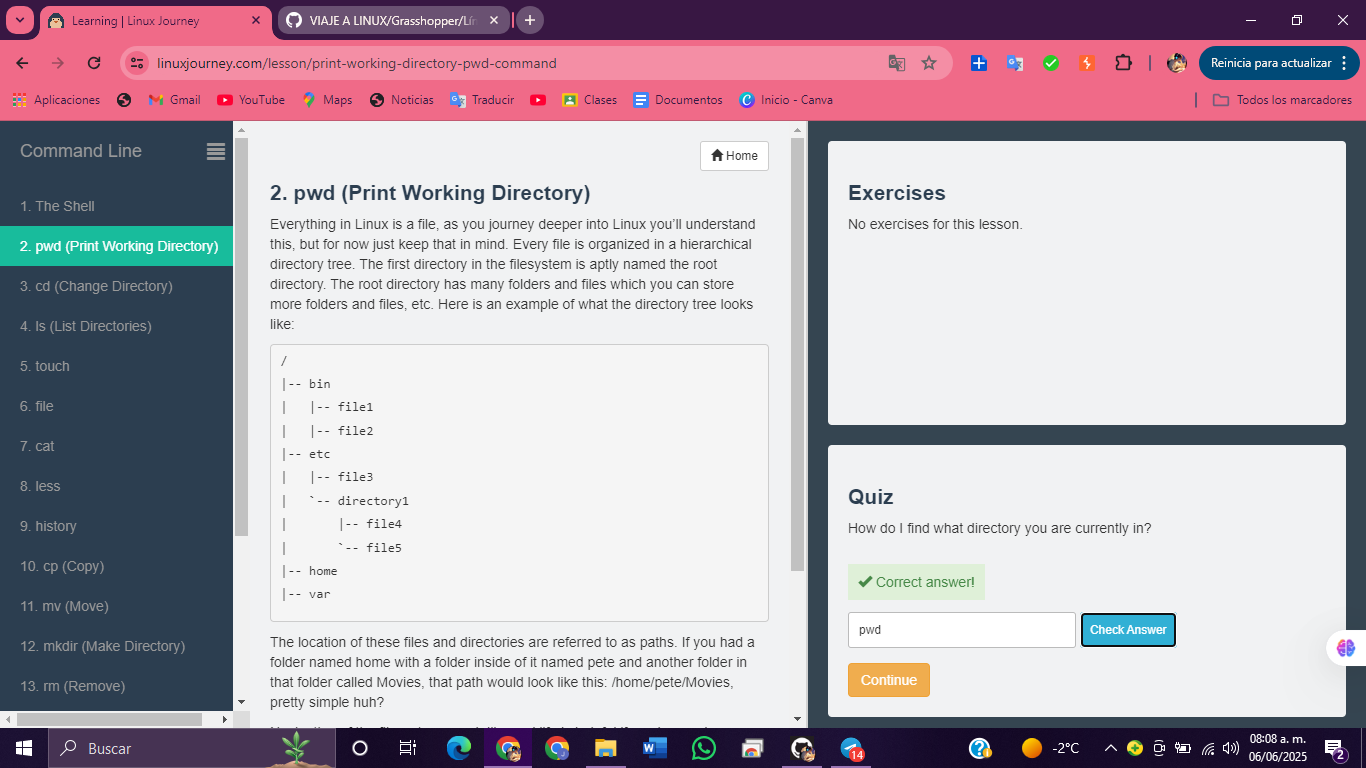 Learning | Linux Journey
VIAJE A LINUX/Grasshopper/Lin
linuxjourney.com/lesson/print-working-directory-pwd-command
Reinicia para actualizar
Aplicaciones
Gmail
YouTube
Maps
Noticias
Traducir
Clases
Documentos
Inicio - Canva
Todos los marcadores
Command Line
1. The Shell
2. pwd (Print Working Directory)
3. cd (Change Directory)
4. ls (List Directories)
5. touch
6. file
7. cat
8. less
9. history
10. cp (Copy)
11. mv (Move)
12. mkdir (Make Directory)
13. rm (Remove)
Home
2. pwd (Print Working Directory)
Everything in Linux is a file, as you journey deeper into Linux you’ll understand
this, but for now just keep that in mind. Every file is organized in a hierarchical
directory tree. The first directory in the filesystem is aptly named the root
directory. The root directory has many folders and files which you can store
more folders and files, etc. Here is an example of what the directory tree looks
like:
/
|-- bin
|   |-- file1
|   |-- file2
|-- etc
|   |-- file3
|   `-- directory1
|       |-- file4
|       `-- file5
|-- home
|-- var
The location of these files and directories are referred to as paths. If you had a
folder named home with a folder inside of it named pete and another folder in
that folder called Movies, that path would look like this: /home/pete/Movies,
pretty simple huh?
Exercises
No exercises for this lesson.
Quiz
How do I find what directory you are currently in?
Correct answer!
pwd
Check Answer
Continue
Buscar
14
-2°C
08:08 a. m.
06/06/2025
2